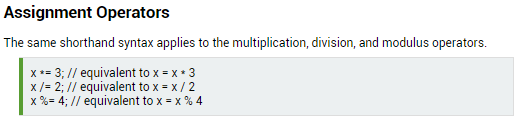 Assignment Operators
The same shorthand syntax applies to the multiplication, division, and modulus operators.
x *= 3; // equivalent to x = x * 3
x /= 2; // equivalent to x = x / 2
x %= 4; // equivalent to x = x % 4